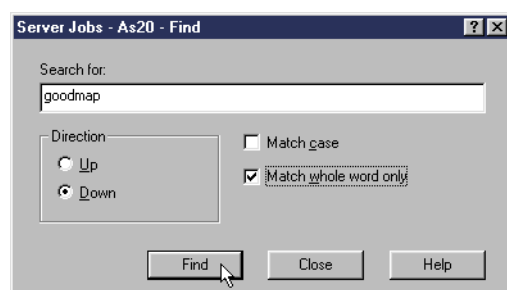 Server Jobs - As20 - Find
Search for:
goodmap
Direction
Up
Down
Match case
Match whole word only
Find
Close
Help